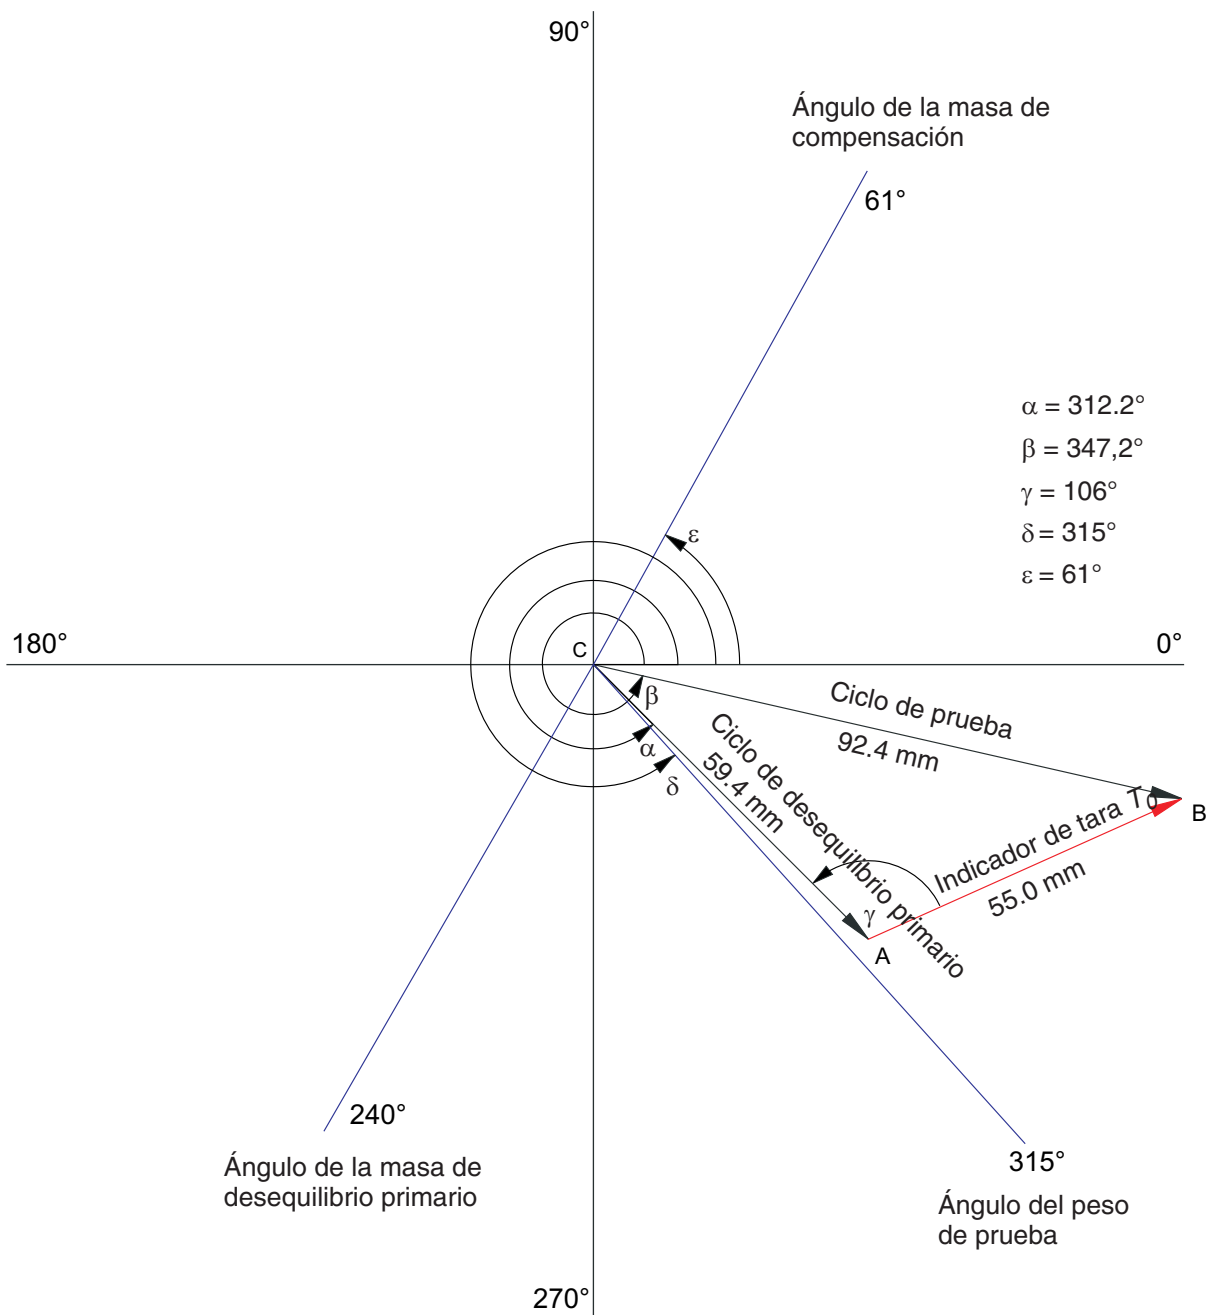 90°
Ángulo de la masa de
compensación
61°
α = 312.2°
β = 347,2°
γ = 106°
δ = 315°
ε = 61°
ε
180°
C
0°
β
α
δ
Ciclo de prueba
92.4 mm
Ciclo de desequilibrio primario
59.4 mm
Indicador de tara T₀
55.0 mm
B
γ
A
240°
Ángulo de la masa de
desequilibrio primario
315°
Ángulo del peso
de prueba
270°